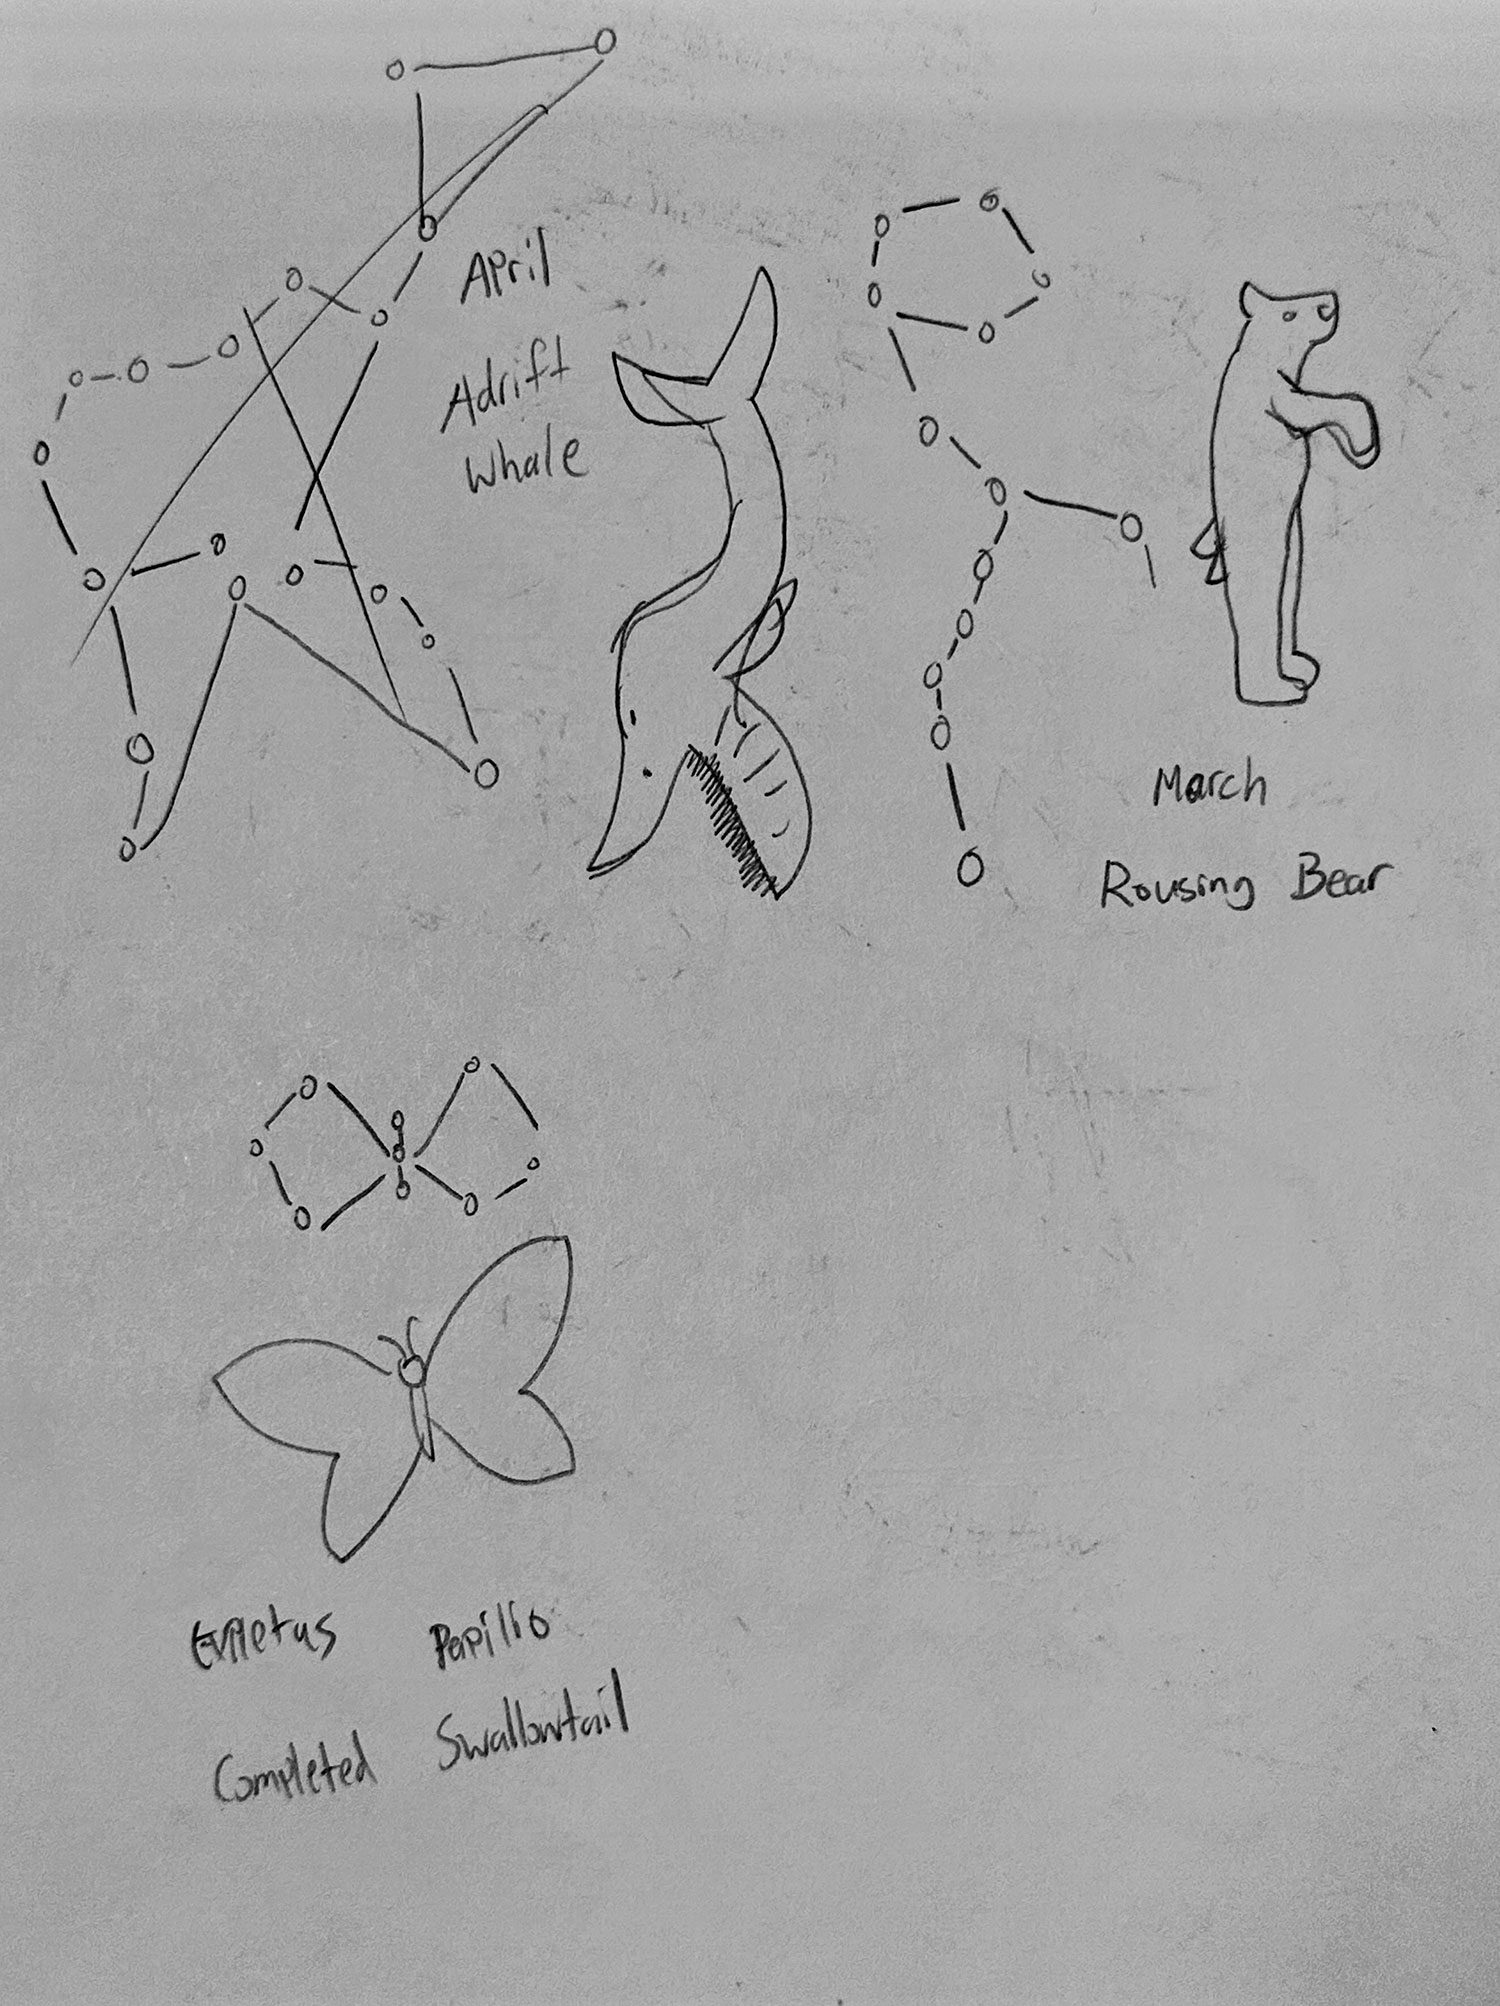 April
Adrift
Whale
March
Rousing Bear
Papilio
Completed Swallowtail